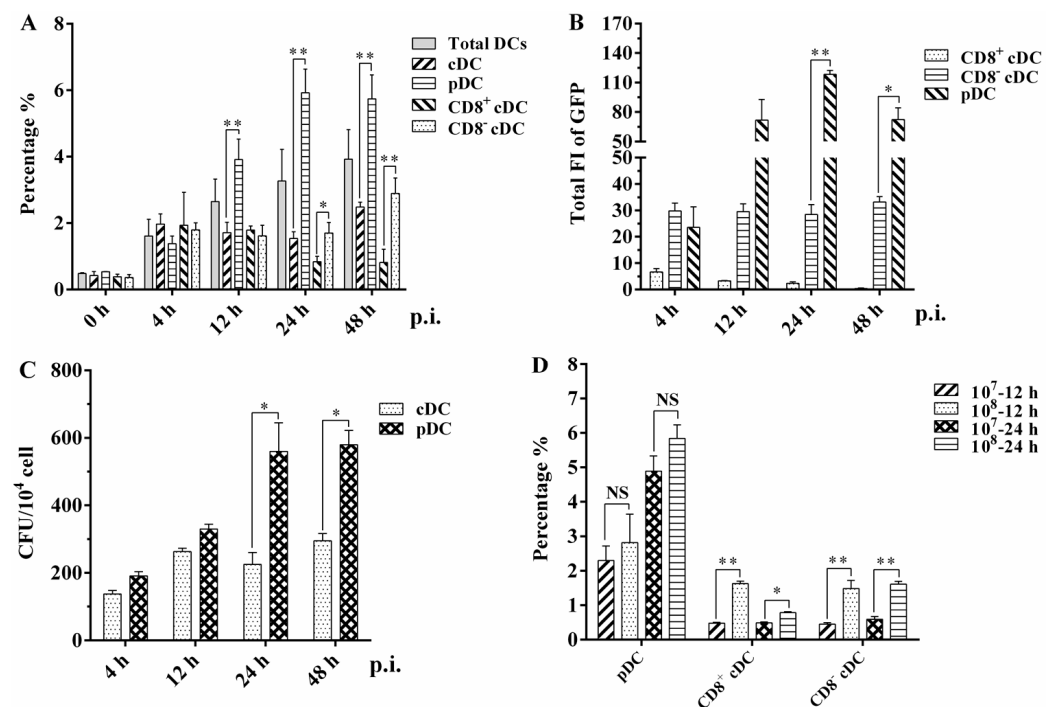 A
Percentage %
8
6
4
2
0
0 h
4 h
12 h
24 h
48 h
p.i.
Total DCs
cDC
pDC
CD8⁺ cDC
CD8⁻ cDC
**
**
*
**
**
B
Total FI of GFP
170
140
110
80
50
50
40
30
20
10
0
4 h
12 h
24 h
48 h
p.i.
CD8⁺ cDC
CD8⁻ cDC
pDC
**
*
C
CFU/10⁴ cell
800
600
400
200
0
4 h
12 h
24 h
48 h
p.i.
cDC
pDC
*
*
D
Percentage %
8
7
6
5
4
3
2
1
0
pDC
CD8⁺ cDC
CD8⁻ cDC
10⁷-12 h
10⁸-12 h
10⁷-24 h
10⁸-24 h
NS
NS
**
*
**
**